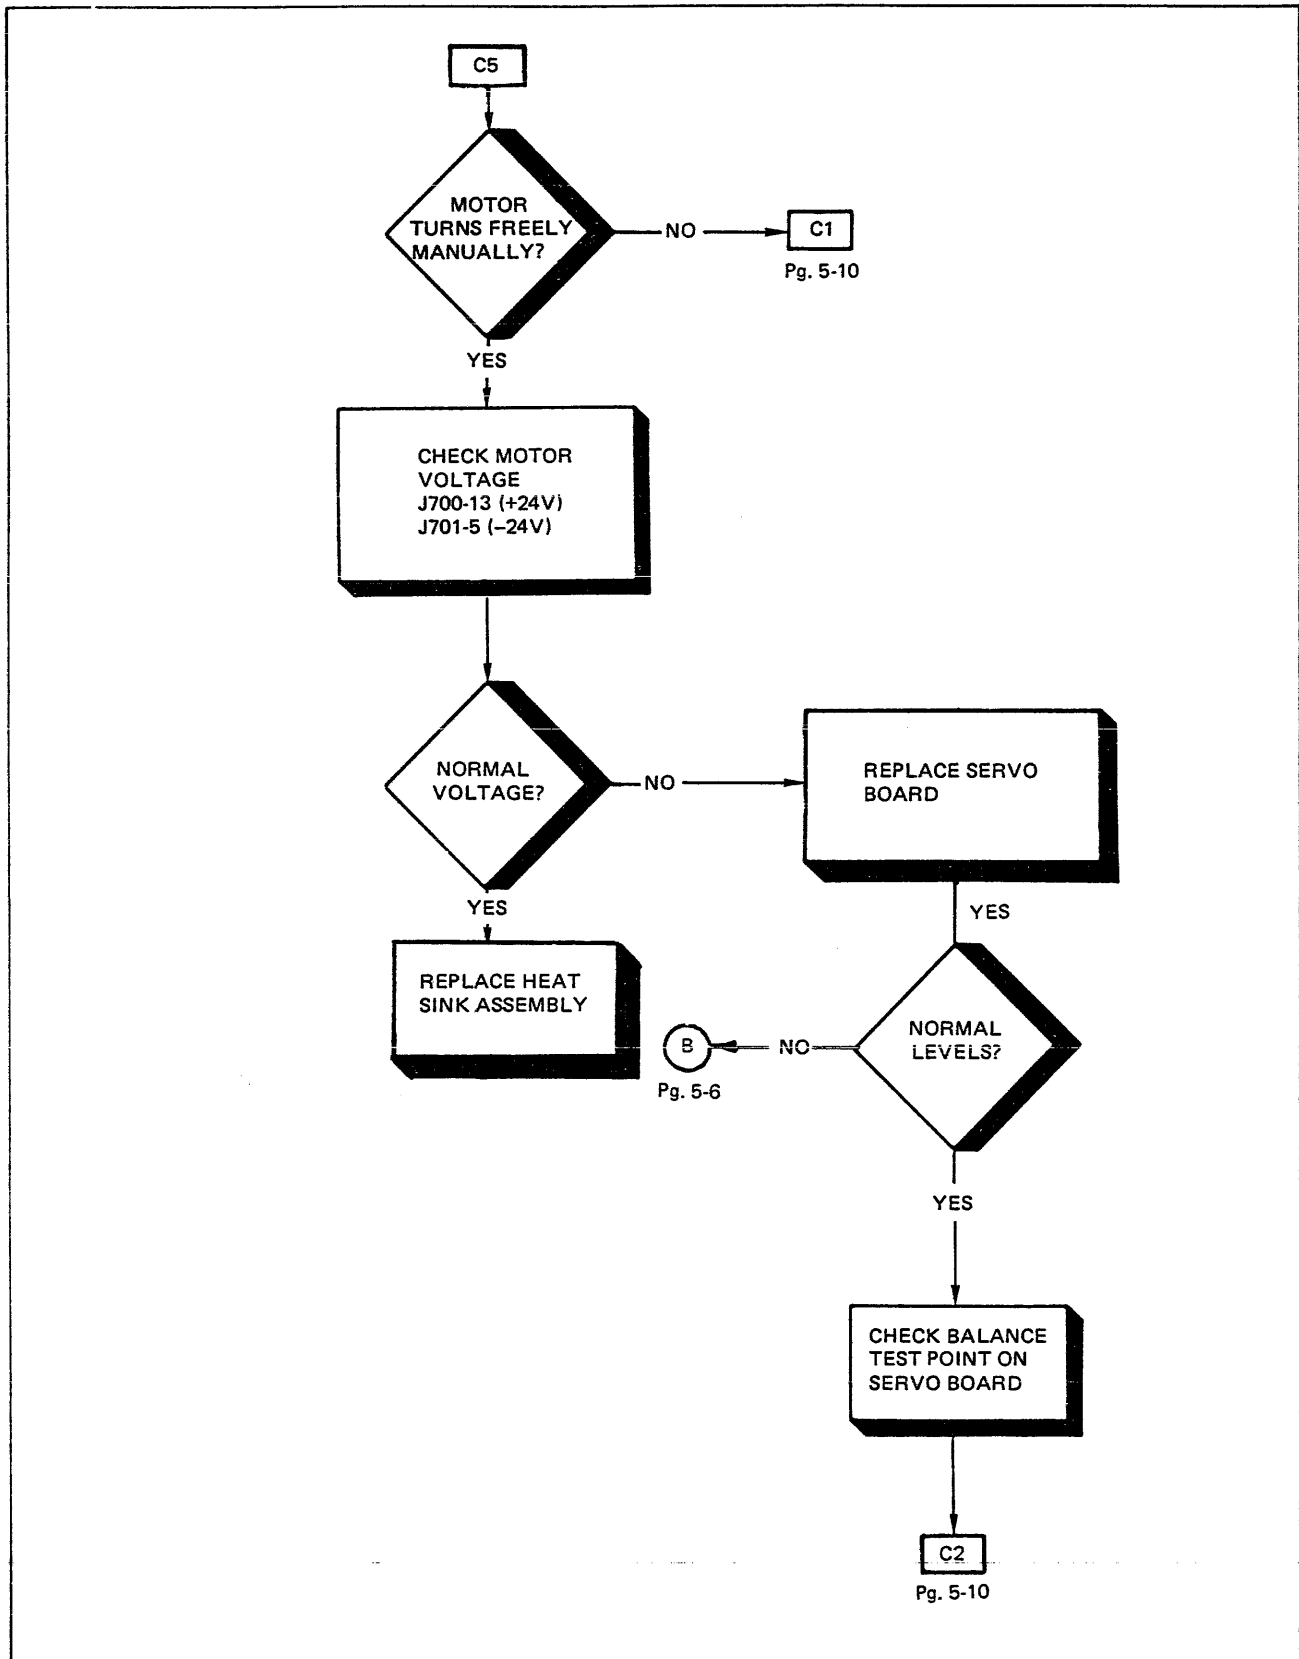 C5
MOTOR
TURNS FREELY
MANUALLY?
NO
C1
Pg. 5-10
YES
CHECK MOTOR
VOLTAGE
J700-13 (+24V)
J701-5 (–24V)
NORMAL
VOLTAGE?
NO
REPLACE SERVO
BOARD
YES
REPLACE HEAT
SINK ASSEMBLY
YES
NORMAL
LEVELS?
NO
B
Pg. 5-6
YES
CHECK BALANCE
TEST POINT ON
SERVO BOARD
C2
Pg. 5-10